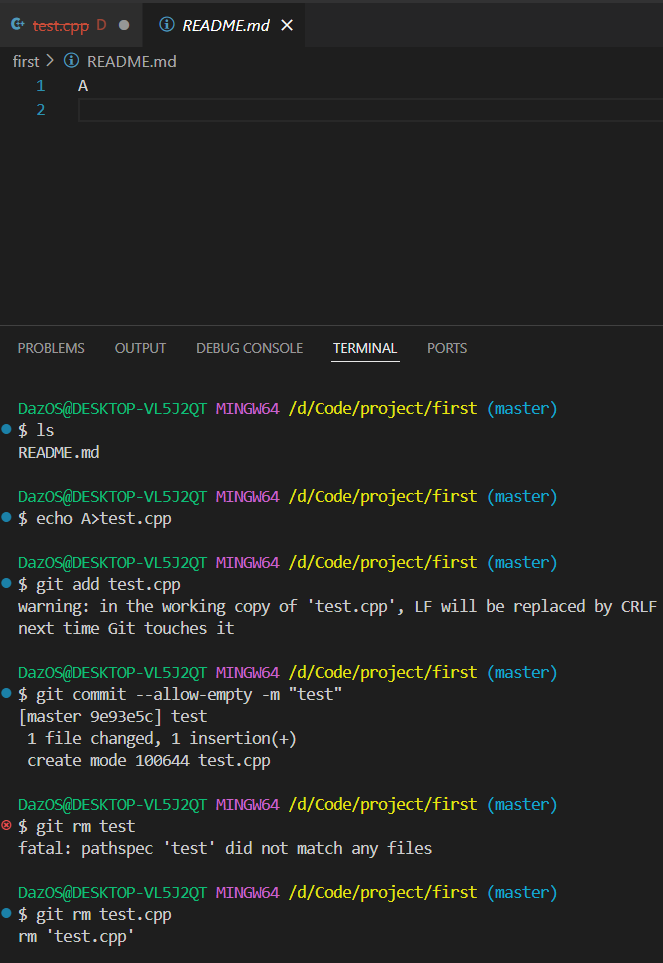 test.cpp D README.md
first > README.md
1 A
2
PROBLEMS OUTPUT DEBUG CONSOLE TERMINAL PORTS
DazOS@DESKTOP-VL5J2QT MINGW64 /d/Code/project/first (master)
$ ls
README.md
DazOS@DESKTOP-VL5J2QT MINGW64 /d/Code/project/first (master)
$ echo A>test.cpp
DazOS@DESKTOP-VL5J2QT MINGW64 /d/Code/project/first (master)
$ git add test.cpp
warning: in the working copy of 'test.cpp', LF will be replaced by CRLF
next time Git touches it
DazOS@DESKTOP-VL5J2QT MINGW64 /d/Code/project/first (master)
$ git commit --allow-empty -m "test"
[master 9e93e5c] test
1 file changed, 1 insertion(+)
create mode 100644 test.cpp
DazOS@DESKTOP-VL5J2QT MINGW64 /d/Code/project/first (master)
$ git rm test
fatal: pathspec 'test' did not match any files
DazOS@DESKTOP-VL5J2QT MINGW64 /d/Code/project/first (master)
$ git rm test.cpp
rm 'test.cpp'